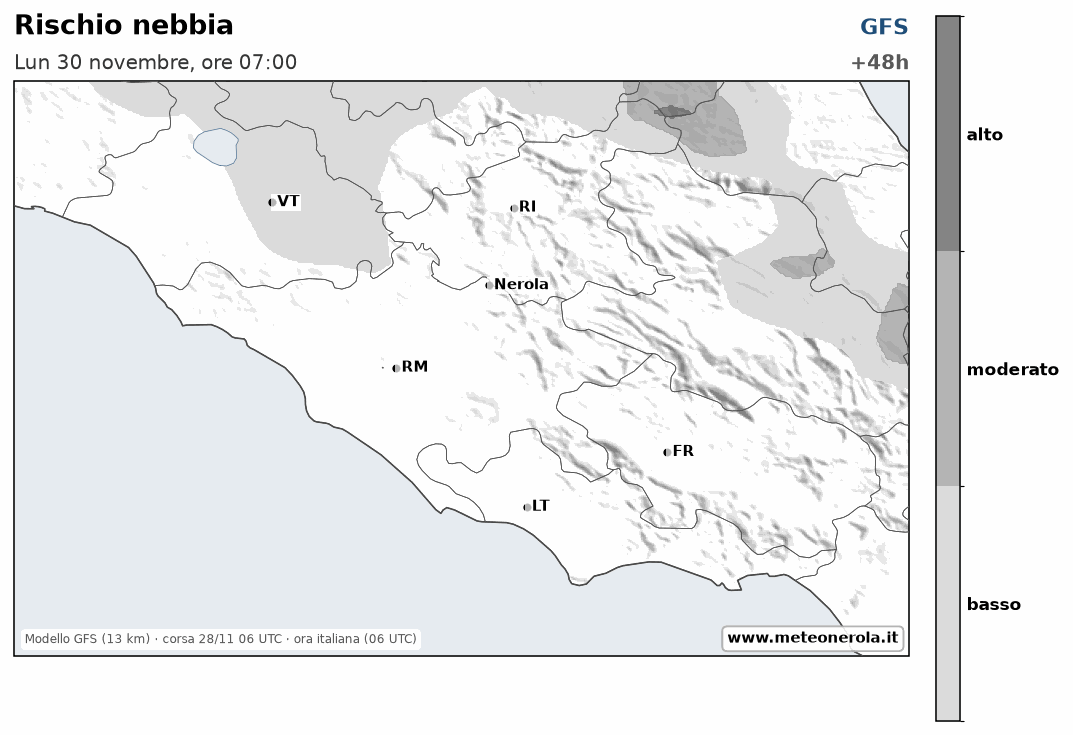 Rischio nebbia
GFS
Lun 30 novembre, ore 07:00
+48h
alto
VT
RI
Nerola
RM
moderato
FR
LT
basso
Modello GFS (13 km) · corsa 28/11 06 UTC · ora italiana (06 UTC)
www.meteonerola.it